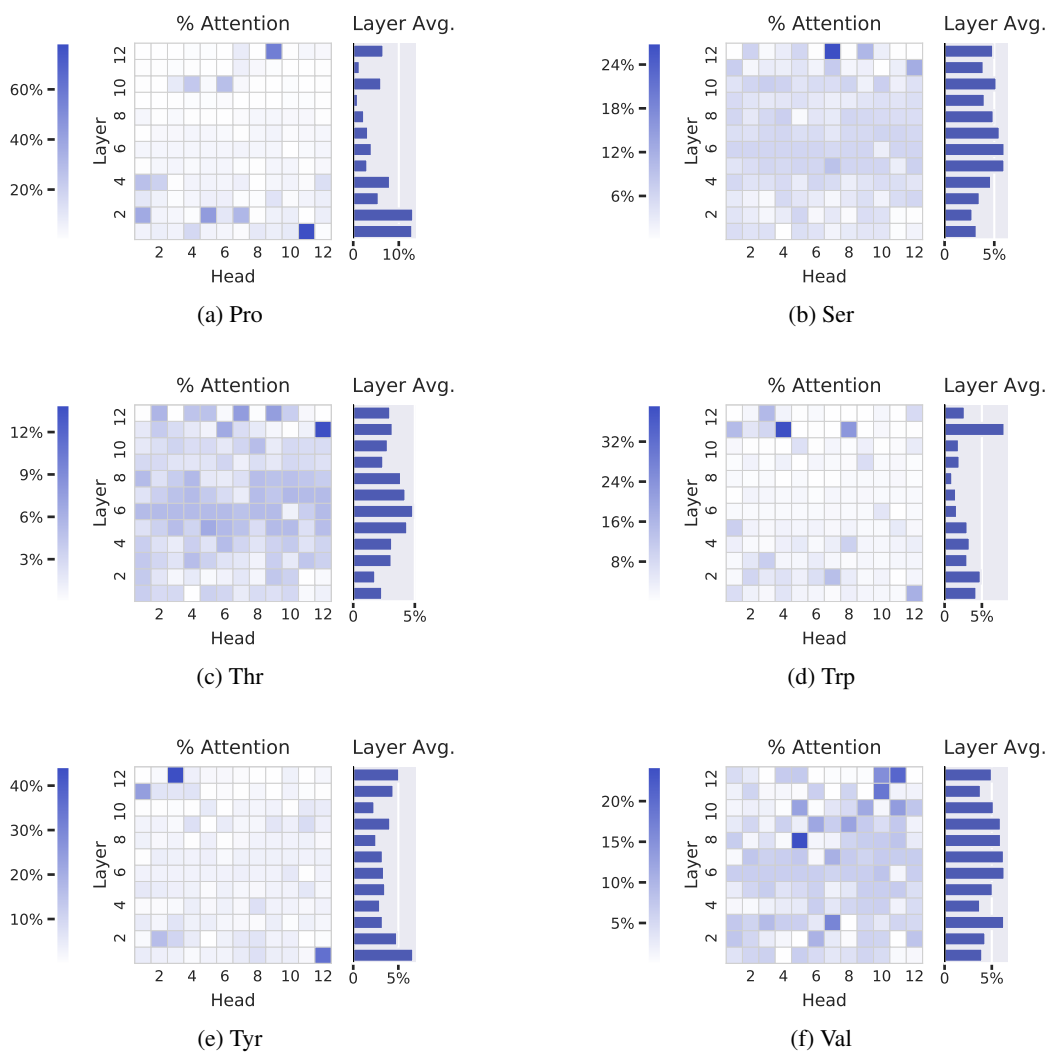 % Attention Layer Avg.
60%
40%
20%
Layer
12
10
8
6
4
2
2 4 6 8 10 12
0 10%
Head
(a) Pro
% Attention Layer Avg.
24%
18%
12%
6%
Layer
12
10
8
6
4
2
2 4 6 8 10 12
0 5%
Head
(b) Ser
% Attention Layer Avg.
12%
9%
6%
3%
Layer
12
10
8
6
4
2
2 4 6 8 10 12
0 5%
Head
(c) Thr
% Attention Layer Avg.
32%
24%
16%
8%
Layer
12
10
8
6
4
2
2 4 6 8 10 12
0 5%
Head
(d) Trp
% Attention Layer Avg.
40%
30%
20%
10%
Layer
12
10
8
6
4
2
2 4 6 8 10 12
0 5%
Head
(e) Tyr
% Attention Layer Avg.
20%
15%
10%
5%
Layer
12
10
8
6
4
2
2 4 6 8 10 12
0 5%
Head
(f) Val